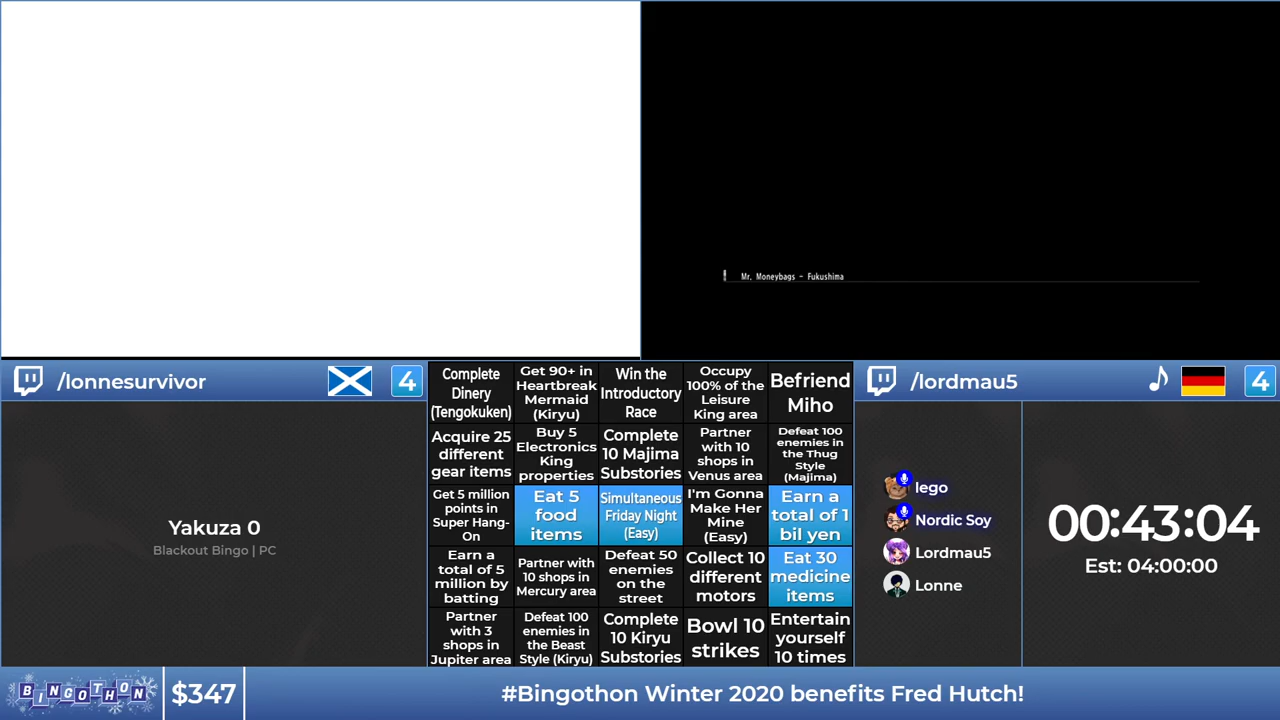 Mr. Moneybags - Fukushima
/lonnesurvivor
4
Yakuza 0
Blackout Bingo | PC
Complete
Dinery
(Tengokuken)
Get 90+ in
Heartbreak
Mermaid
(Kiryu)
Win the
Introductory
Race
Occupy
100% of the
Leisure
King area
Befriend
Miho
Acquire 25
different
gear items
Buy 5
Electronics
King
properties
Complete
10 Majima
Substories
Partner
with 10
shops in
Venus area
Defeat 100
enemies in
the Thug
Style
(Majima)
Get 5 million
points in
Super Hang-
On
Eat 5
food
items
Simultaneous
Friday Night
(Easy)
I'm Gonna
Make Her
Mine
(Easy)
Earn a
total of 1
bil yen
Earn a
total of 5
million by
batting
Partner with
10 shops in
Mercury area
Defeat 50
enemies
on the
street
Collect 10
different
motors
Eat 30
medicine
items
Partner
with 3
shops in
Jupiter area
Defeat 100
enemies in
the Beast
Style (Kiryu)
Complete
10 Kiryu
Substories
Bowl 10
strikes
Entertain
yourself
10 times
/lordmau5
4
lego
Nordic Soy
Lordmau5
Lonne
00:43:04
Est: 04:00:00
BINGOTHON
$347
#Bingothon Winter 2020 benefits Fred Hutch!